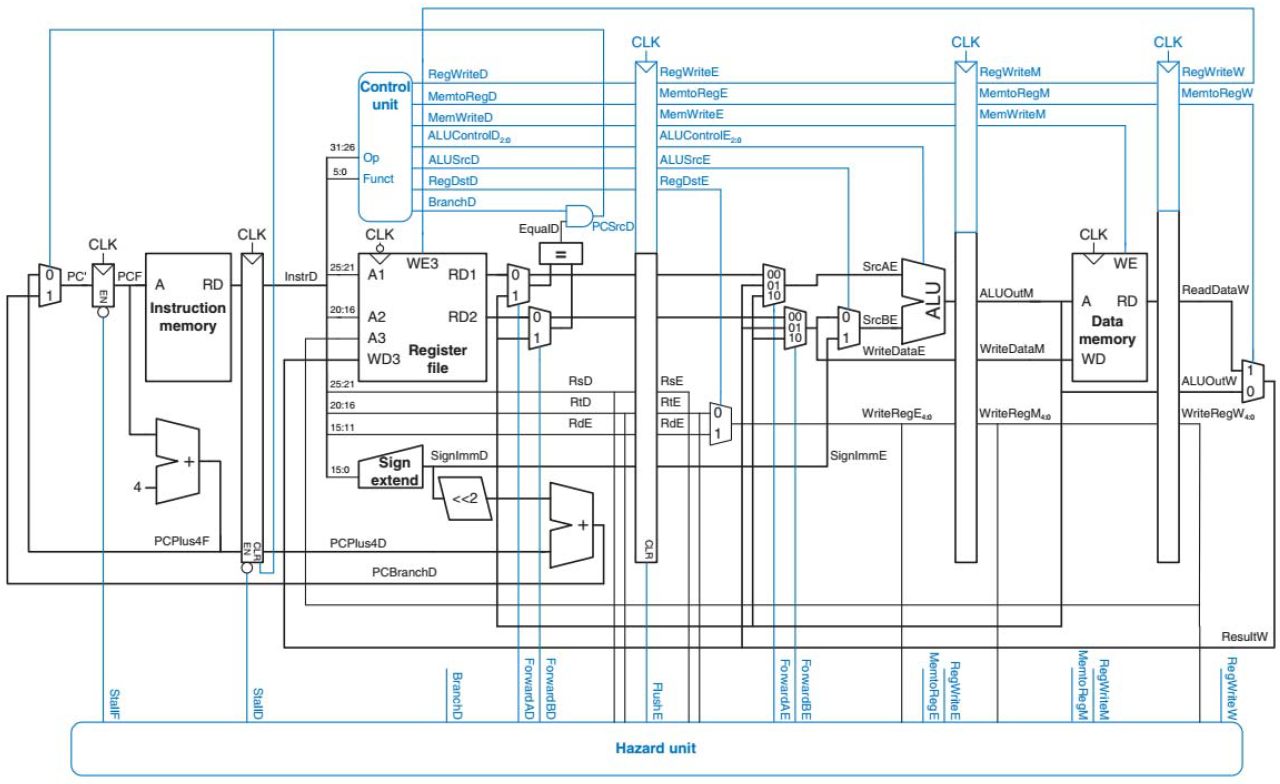 CLK CLK CLK
RegWriteD RegWriteE RegWriteM RegWriteW
Control unit
MemtoRegD MemtoRegE MemtoRegM MemtoRegW
MemWriteD MemWriteE MemWriteM
ALUControlD2:0 ALUControlE2:0
31:26 Op ALUSrcD ALUSrcE
5:0 Funct RegDstD RegDstE
BranchD
EqualD PCSrcD
CLK CLK CLK CLK
WE3 = WE
0 1 PC' EN PCF A RD InstrD 25:21 A1 RD1 0 1 00 01 10 SrcAE ALU ALUOutM A RD ReadDataW
Instruction memory
20:16 A2 RD2 0 1 00 01 10 0 1 SrcBE Data memory
A3
WD3 Register file WriteDataE WriteDataM WD
25:21 RsD RsE ALUOutW 1 0
20:16 RtD RtE 0 1 WriteRegE4:0 WriteRegM4:0 WriteRegW4:0
15:11 RdE RdE
SignImmD SignImmE
15:0 Sign extend
+ <<2
4
+
PCPlus4F EN CLR PCPlus4D CLR
PCBranchD
ResultW
StallF StallD BranchD ForwardAD ForwardBD FlushE ForwardAE ForwardBE MemtoRegE RegWriteE MemtoRegM RegWriteM RegWriteW
Hazard unit